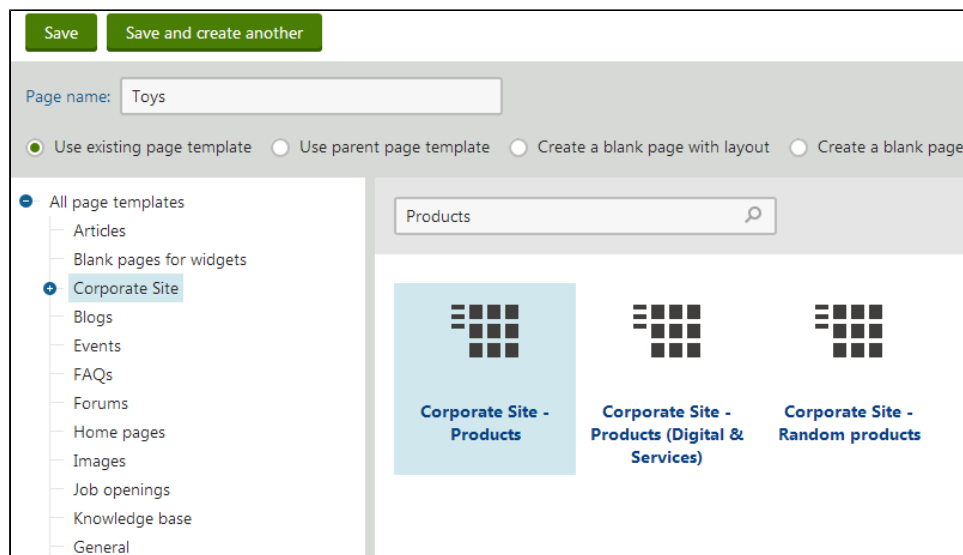 Save
Save and create another
Page name:
Toys
Use existing page template
Use parent page template
Create a blank page with layout
Create a blank page
All page templates
Articles
Blank pages for widgets
Corporate Site
Blogs
Events
FAQs
Forums
Home pages
Images
Job openings
Knowledge base
General
Products
Corporate Site -
Products
Corporate Site -
Products (Digital &
Services)
Corporate Site -
Random products